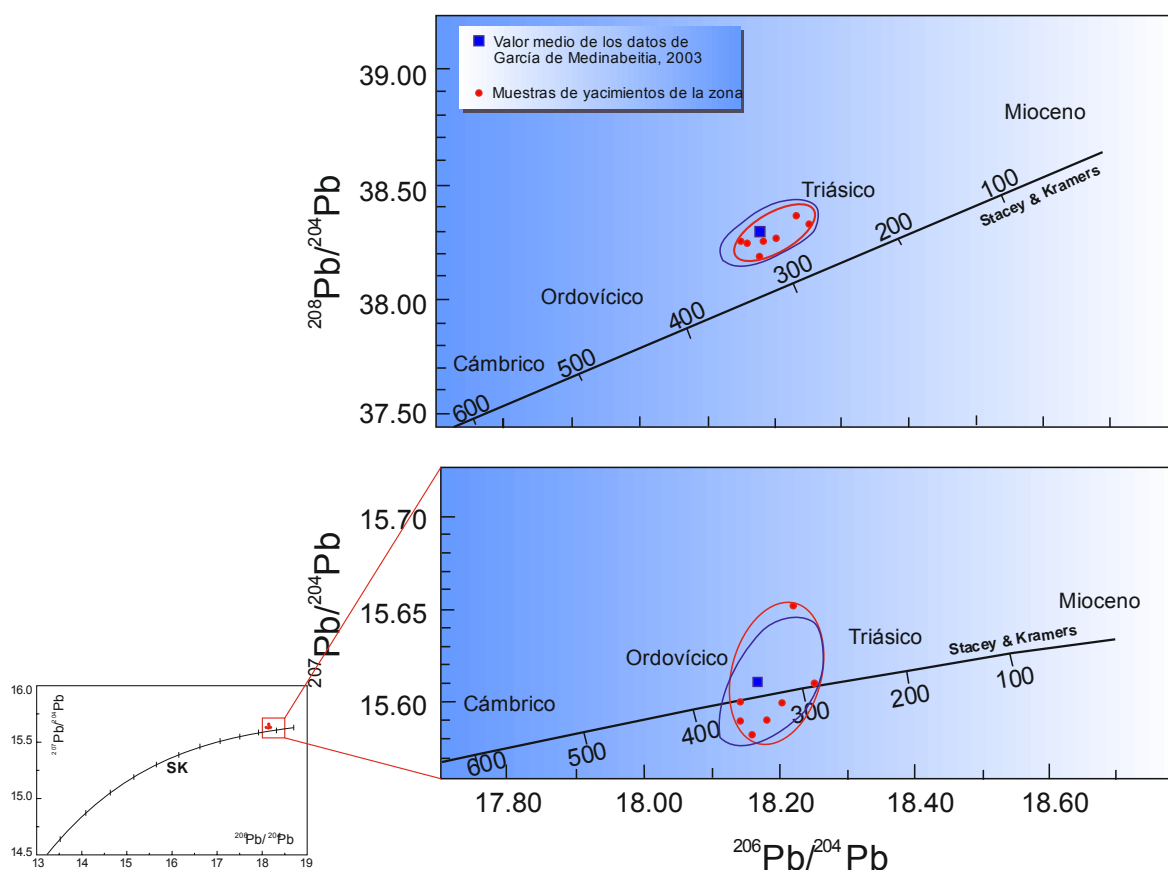 Valor medio de los datos de
García de Medinabeitia, 2003
Muestras de yacimientos de la zona
39.00
38.50
38.00
37.50
²⁰⁸Pb/²⁰⁴Pb
Mioceno
Triásico
Ordovícico
Cámbrico
600
500
400
300
200
100
Stacey & Kramers
15.70
15.65
15.60
²⁰⁷Pb/²⁰⁴Pb
Mioceno
Triásico
Ordovícico
Cámbrico
Stacey & Kramers
600
500
400
300
200
100
17.80
18.00
18.20
18.40
18.60
²⁰⁶Pb/²⁰⁴Pb
16.0
15.5
15.0
14.5
²⁰⁷Pb/²⁰⁴Pb
SK
²⁰⁶Pb/²⁰⁴Pb
13
14
15
16
17
18
19